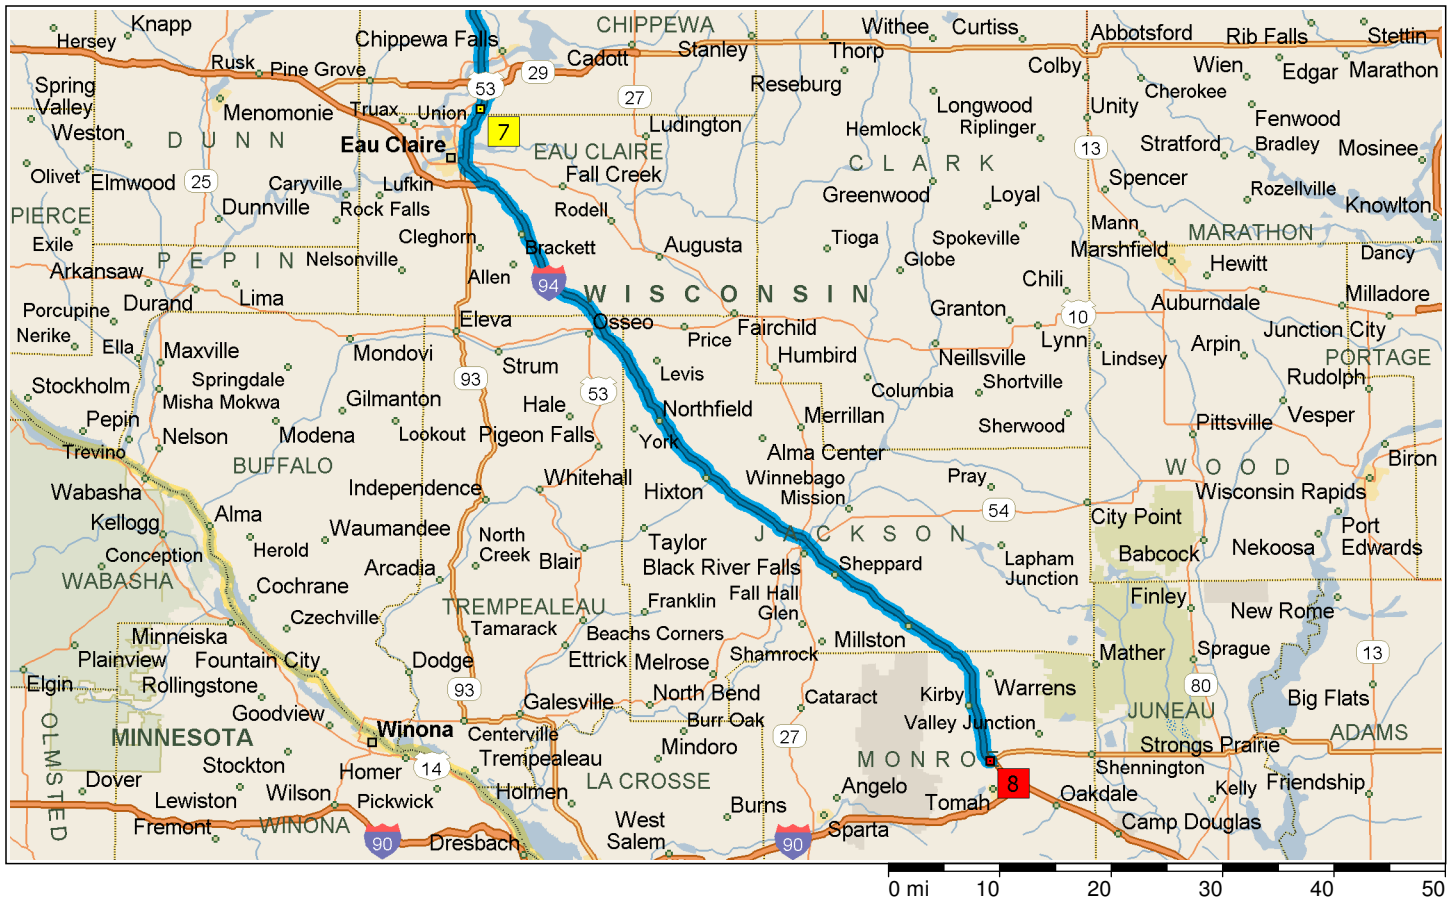 Knapp
CHIPPEWA
Withee
Curtiss
Abbotsford
Rib Falls
Stettin
Hersey
Chippewa Falls
Cadott
Stanley
Thorp
Rusk
Pine Grove
29
Colby
Wien
Edgar
Marathon
Spring
Valley
53
27
Reseburg
Cherokee
Menomonie
Truax
Union
Longwood
Unity
Fenwood
Weston
DUNN
7
Ludington
Hemlock
Riplinger
Stratford
Bradley
Mosinee
Eau Claire
EAU CLAIRE
CLARK
13
Olivet
Elmwood
25
Caryville
Lufkin
Fall Creek
Greenwood
Loyal
Spencer
Rozellville
PIERCE
Dunnville
Rock Falls
Rodell
Knowlton
Exile
Cleghorn
Brackett
Augusta
Tioga
Spokeville
Mann
MARATHON
Arkansaw
PEPIN
Nelsonville
Allen
Globe
Marshfield
Hewitt
Dancy
94
WISCONSIN
Chili
Porcupine
Durand
Lima
Granton
10
Auburndale
Milladore
Nerike
Eleva
Osseo
Fairchild
Junction City
Ella
Maxville
Mondovi
Strum
Price
Humbird
Neillsville
Lynn
Lindsey
Arpin
PORTAGE
Stockholm
Springdale
93
53
Levis
Columbia
Shortville
Rudolph
Misha Mokwa
Gilmanton
Hale
Northfield
Merrillan
Sherwood
Pittsville
Vesper
Pepin
Nelson
Modena
Lookout
Pigeon Falls
York
Alma Center
Trevino
BUFFALO
Whitehall
Winnebago
Mission
Pray
WOOD
Biron
Wabasha
Independence
Hixton
Wisconsin Rapids
Kellogg
Alma
Waumandee
North
Creek
JACKSON
54
City Point
Port
Edwards
Conception
Herold
Blair
Taylor
Lapham
Junction
Babcock
Nekoosa
WABASHA
Cochrane
Arcadia
Black River Falls
Sheppard
Czechville
TREMPEALEAU
Franklin
Fall Hall
Glen
Finley
New Rome
Minneiska
Tamarack
Beachs Corners
Millston
Plainview
Fountain City
Dodge
Ettrick
Melrose
Shamrock
Mather
Sprague
13
Elgin
Rollingstone
93
Galesville
North Bend
Cataract
Kirby
Warrens
80
Big Flats
OLMSTED
Goodview
Burr Oak
Valley Junction
JUNEAU
MINNESOTA
Winona
Centerville
Mindoro
27
Strongs Prairie
ADAMS
Stockton
Homer
14
Trempealeau
MONRO
Shennington
Dover
LA CROSSE
8
Kelly
Friendship
Lewiston
Wilson
Pickwick
Holmen
Burns
Angelo
Tomah
Oakdale
Fremont
WINONA
90
Dresbach
West
Salem
90
Sparta
Camp Douglas
0 mi
10
20
30
40
50